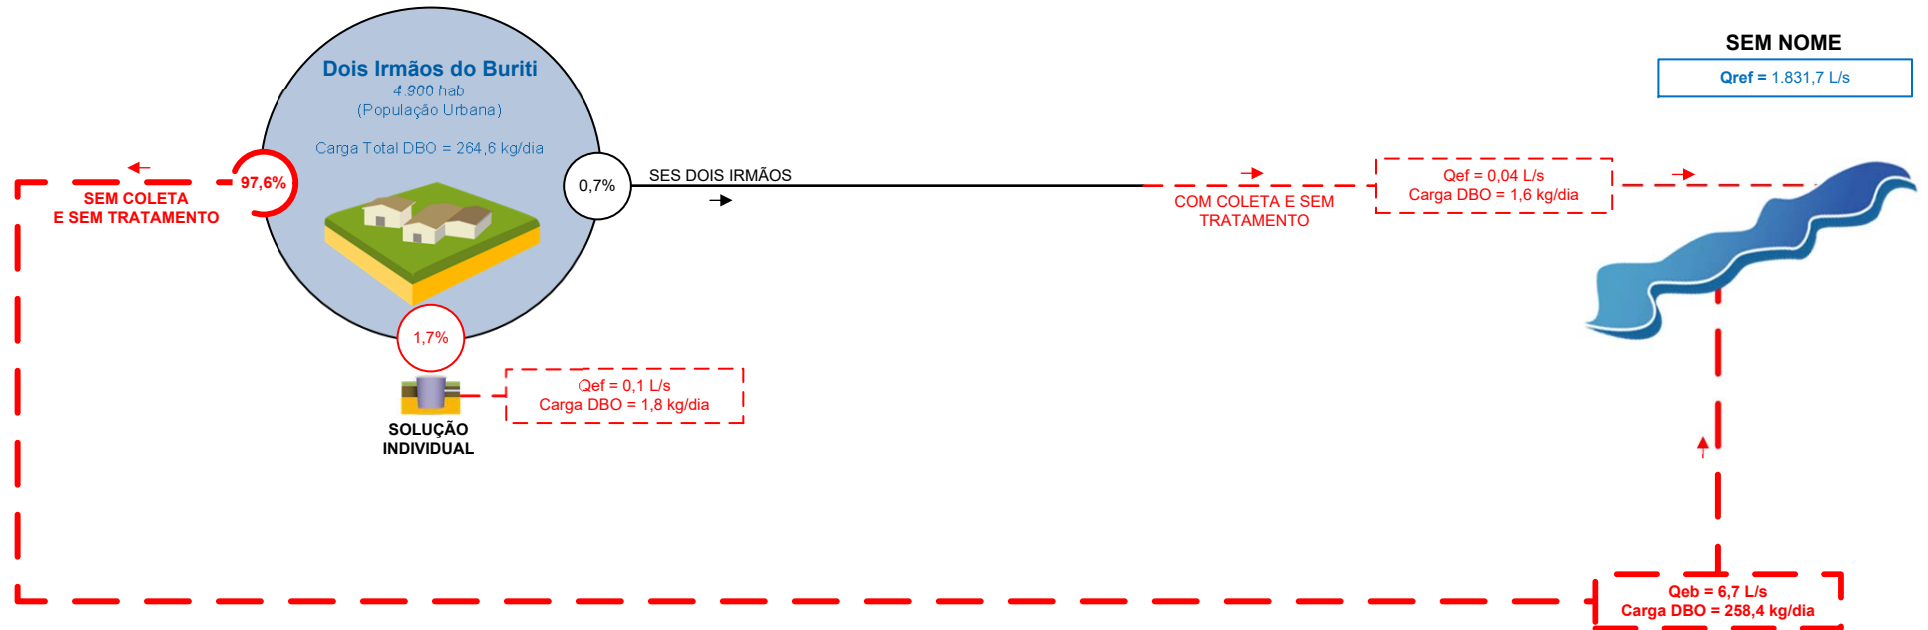 Dois Irmãos do Buriti
4.900 hab
(População Urbana)
Carga Total DBO = 264,6 kg/dia
97,6%
SEM COLETA
E SEM TRATAMENTO
0,7%
SES DOIS IRMÃOS
COM COLETA E SEM
TRATAMENTO
Qef = 0,04 L/s
Carga DBO = 1,6 kg/dia
SEM NOME
Qref = 1.831,7 L/s
1,7%
SOLUÇÃO
INDIVIDUAL
Qef = 0,1 L/s
Carga DBO = 1,8 kg/dia
Qeb = 6,7 L/s
Carga DBO = 258,4 kg/dia